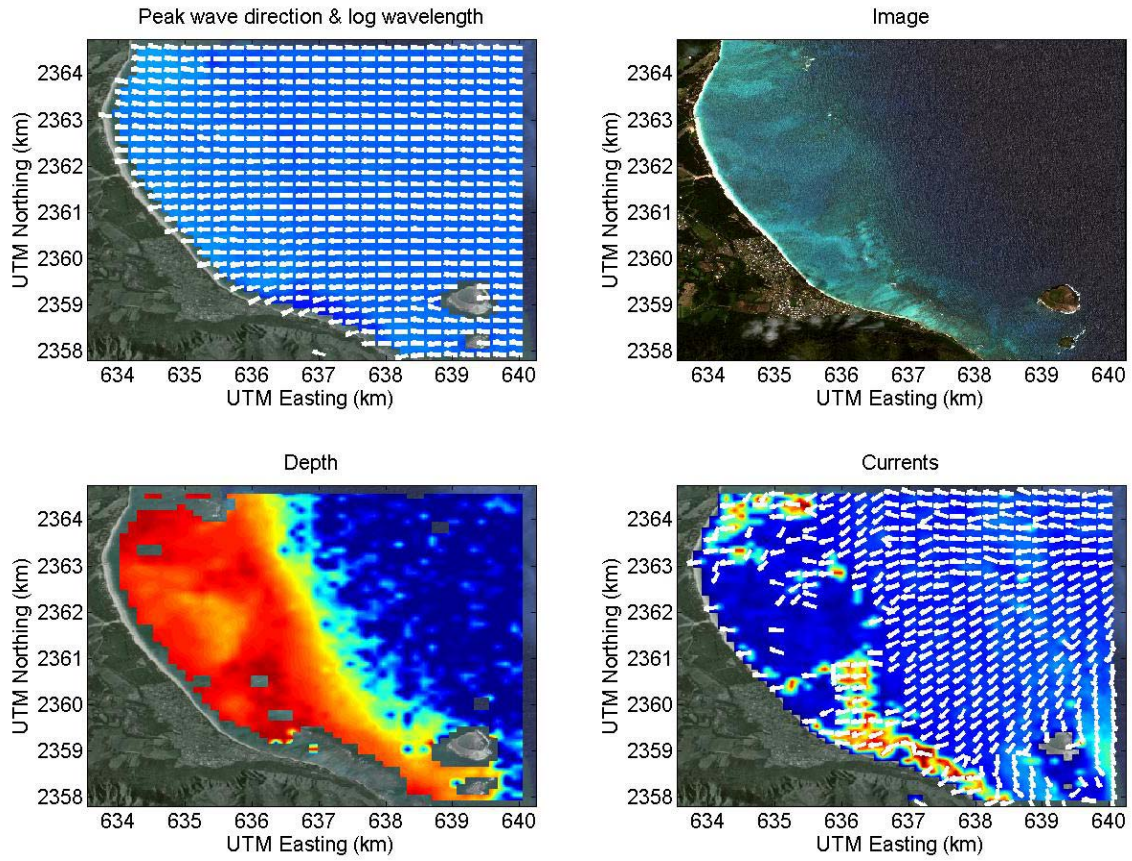 Peak wave direction & log wavelength
UTM Northing (km)
2364
2363
2362
2361
2360
2359
2358
634 635 636 637 638 639 640
UTM Easting (km)
Image
UTM Northing (km)
2364
2363
2362
2361
2360
2359
2358
634 635 636 637 638 639 640
UTM Easting (km)
Depth
UTM Northing (km)
2364
2363
2362
2361
2360
2359
2358
634 635 636 637 638 639 640
UTM Easting (km)
Currents
UTM Northing (km)
2364
2363
2362
2361
2360
2359
2358
634 635 636 637 638 639 640
UTM Easting (km)